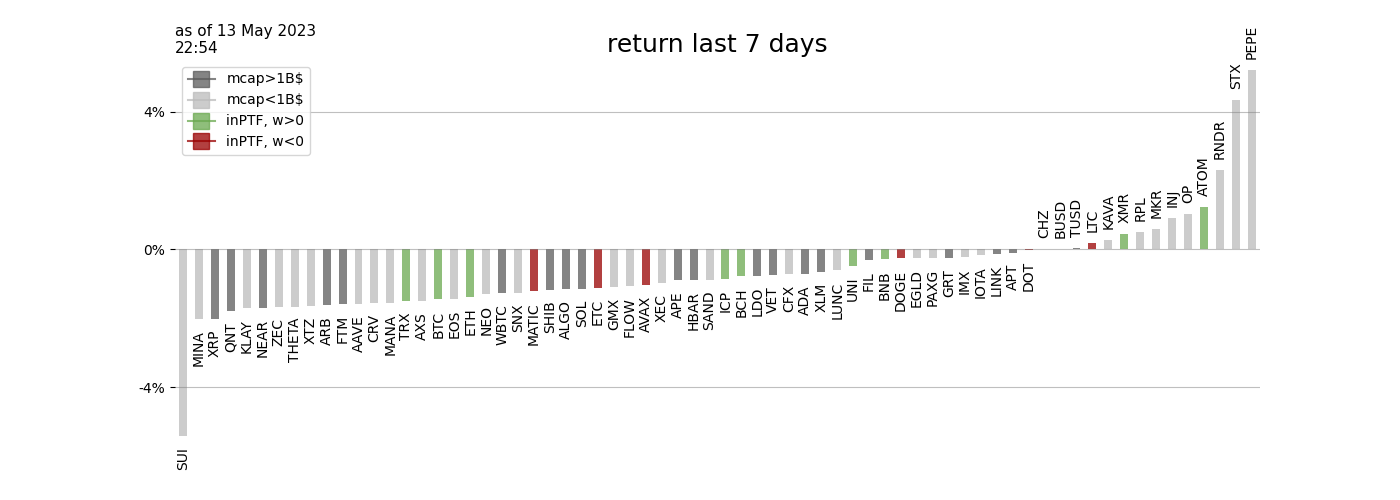 as of 13 May 2023
22:54
return last 7 days
mcap>1B$
mcap<1B$
inPTF, w>0
inPTF, w<0
4%
0%
-4%
SUI
MINA
XRP
QNT
KLAY
NEAR
ZEC
THETA
XTZ
ARB
FTM
AAVE
CRV
MANA
TRX
AXS
BTC
EOS
ETH
NEO
WBTC
SNX
MATIC
SHIB
ALGO
SOL
ETC
GMX
FLOW
AVAX
XEC
APE
HBAR
SAND
ICP
BCH
LDO
VET
CFX
ADA
XLM
LUNC
UNI
FIL
BNB
DOGE
EGLD
PAXG
GRT
IMX
IOTA
LINK
APT
DOT
CHZ
BUSD
TUSD
LTC
KAVA
XMR
RPL
MKR
INJ
OP
ATOM
RNDR
STX
PEPE